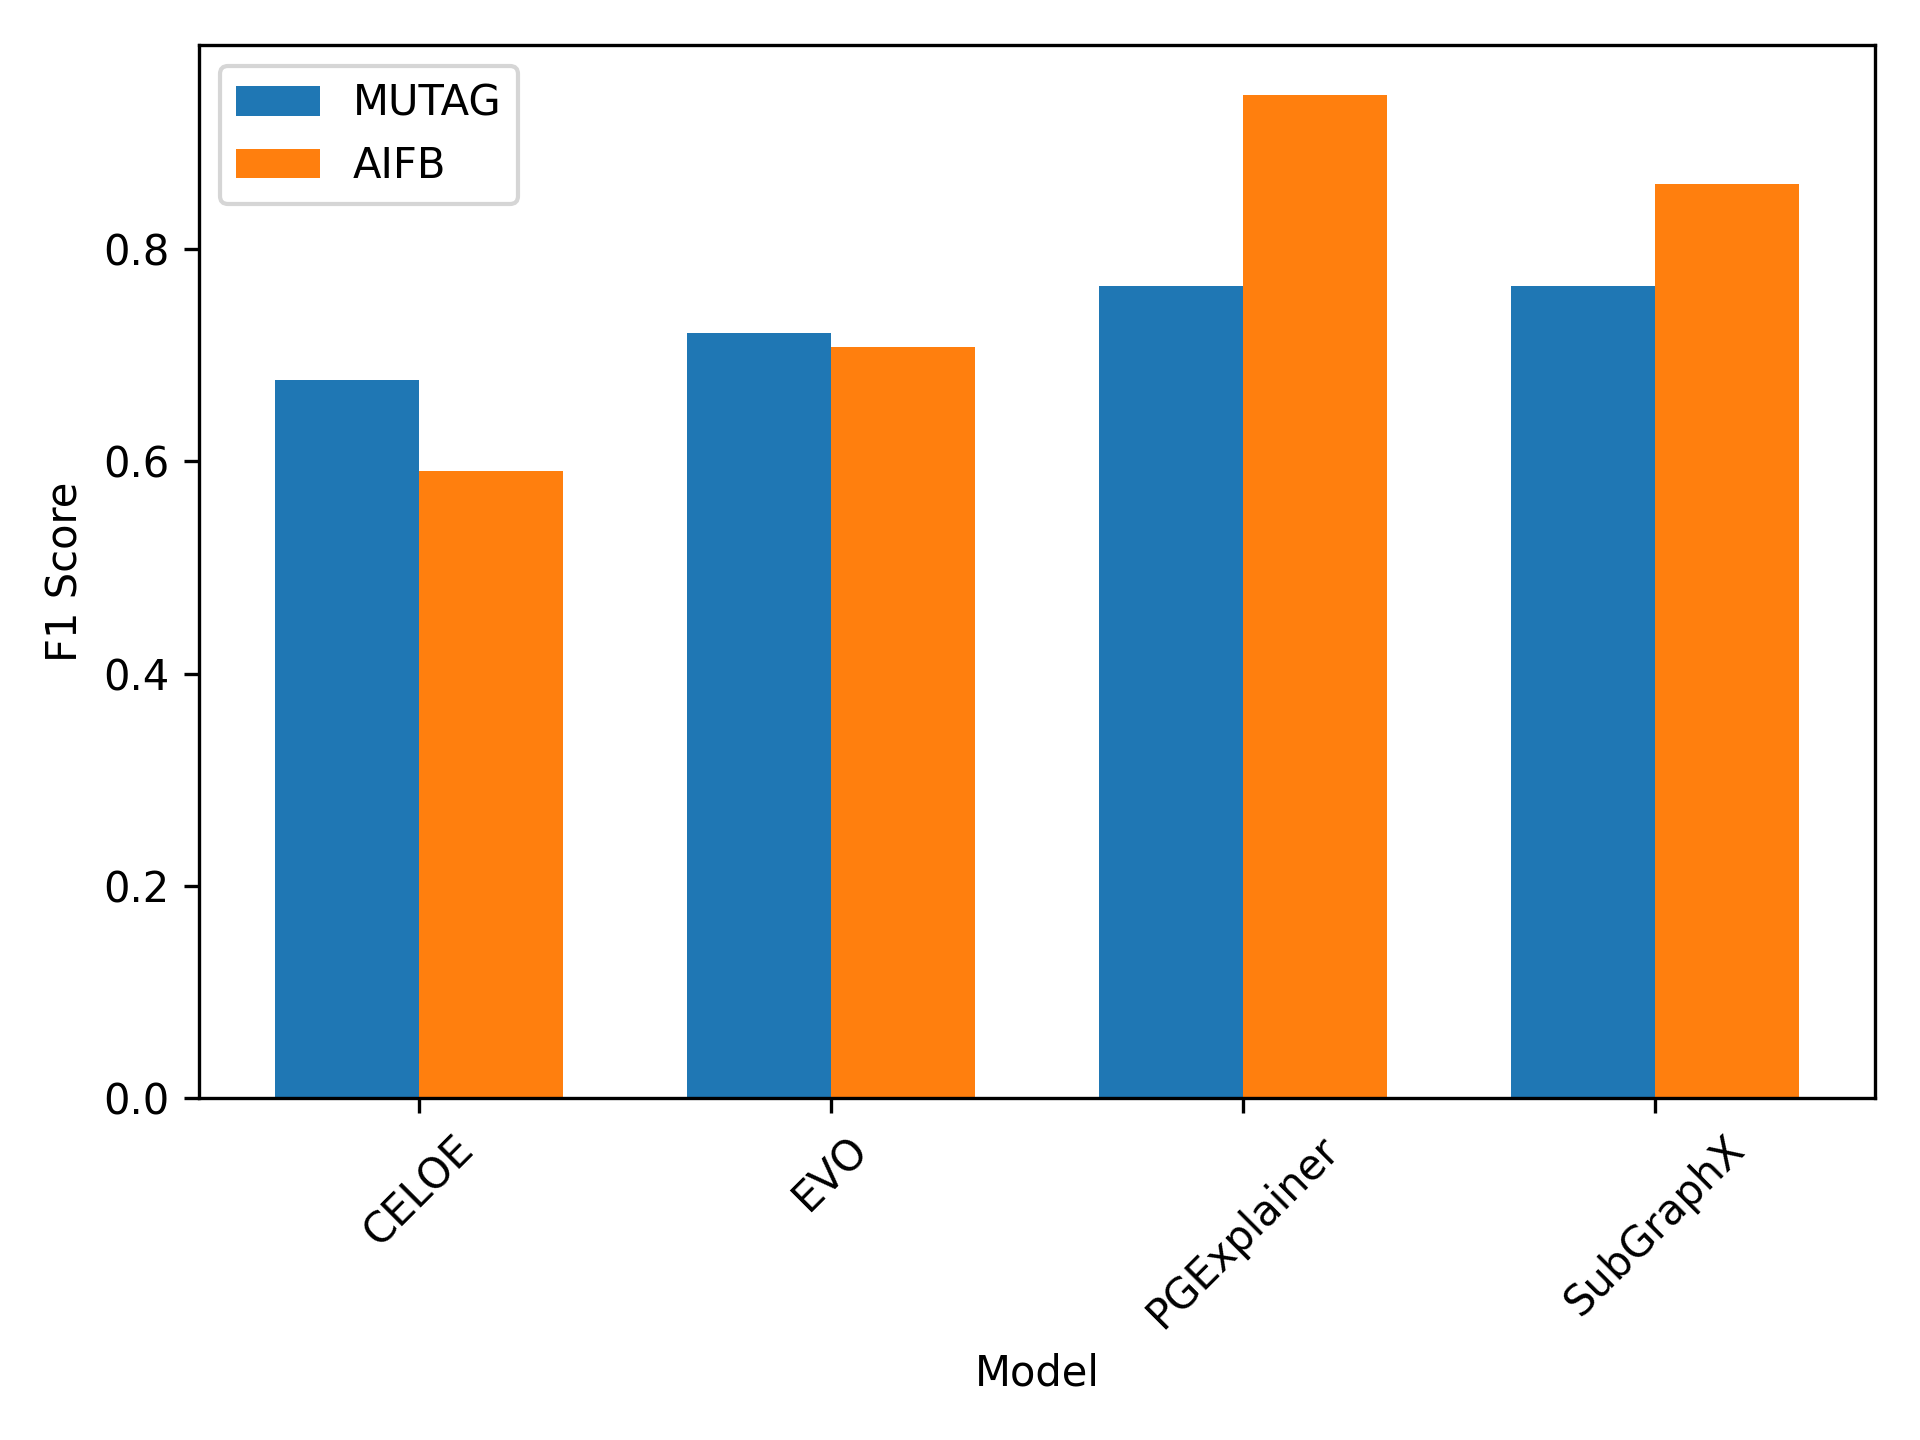 MUTAG
AIFB
0.8
0.6
0.4
0.2
0.0
F1 Score
CELOE
EVO
PGExplainer
SubGraphX
Model